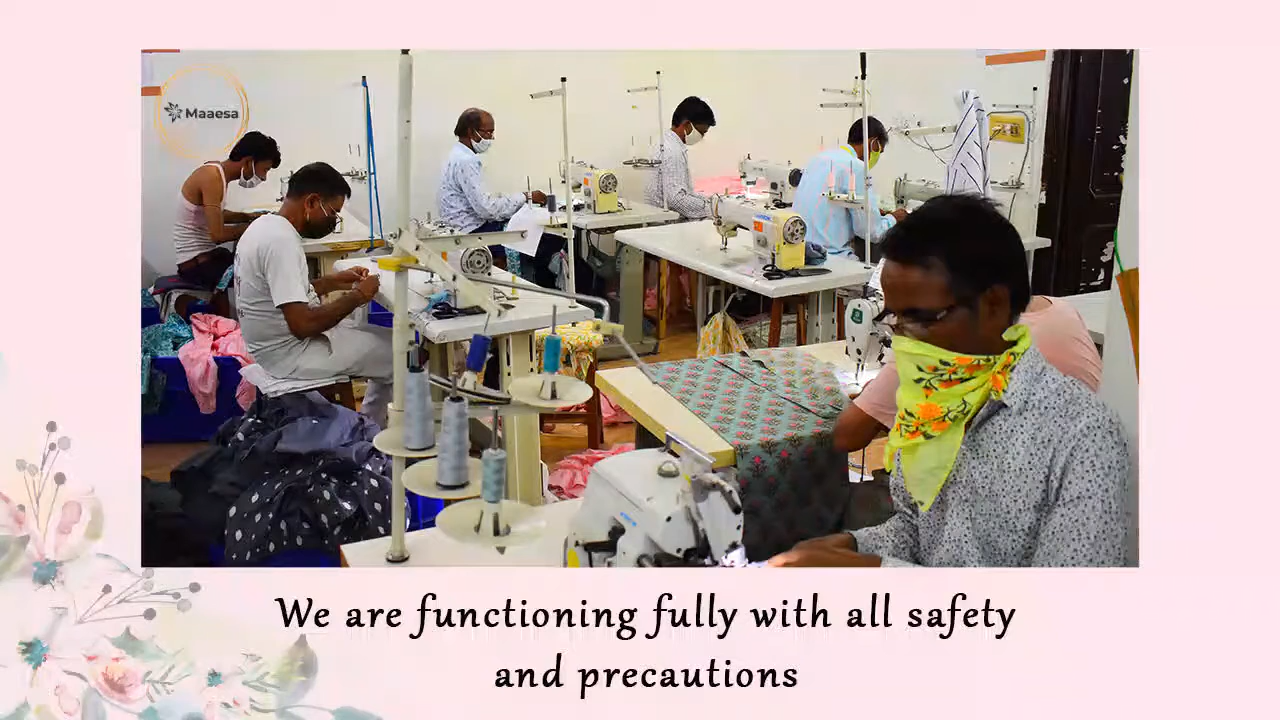 Maaesa
We are functioning fully with all safety
and precautions